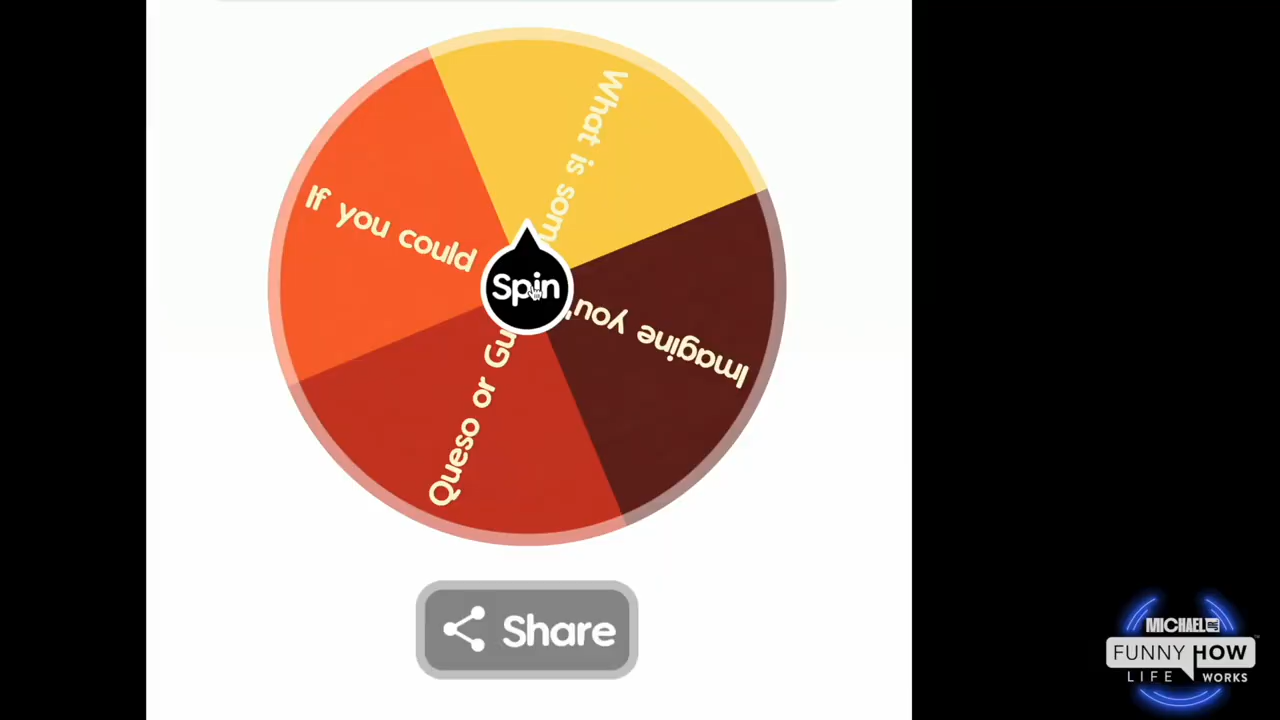 What is som
If you could
Spin
Imagine you'
Queso or Gu
Share
MICHAEL
FUNNY HOW
LIFE WORKS